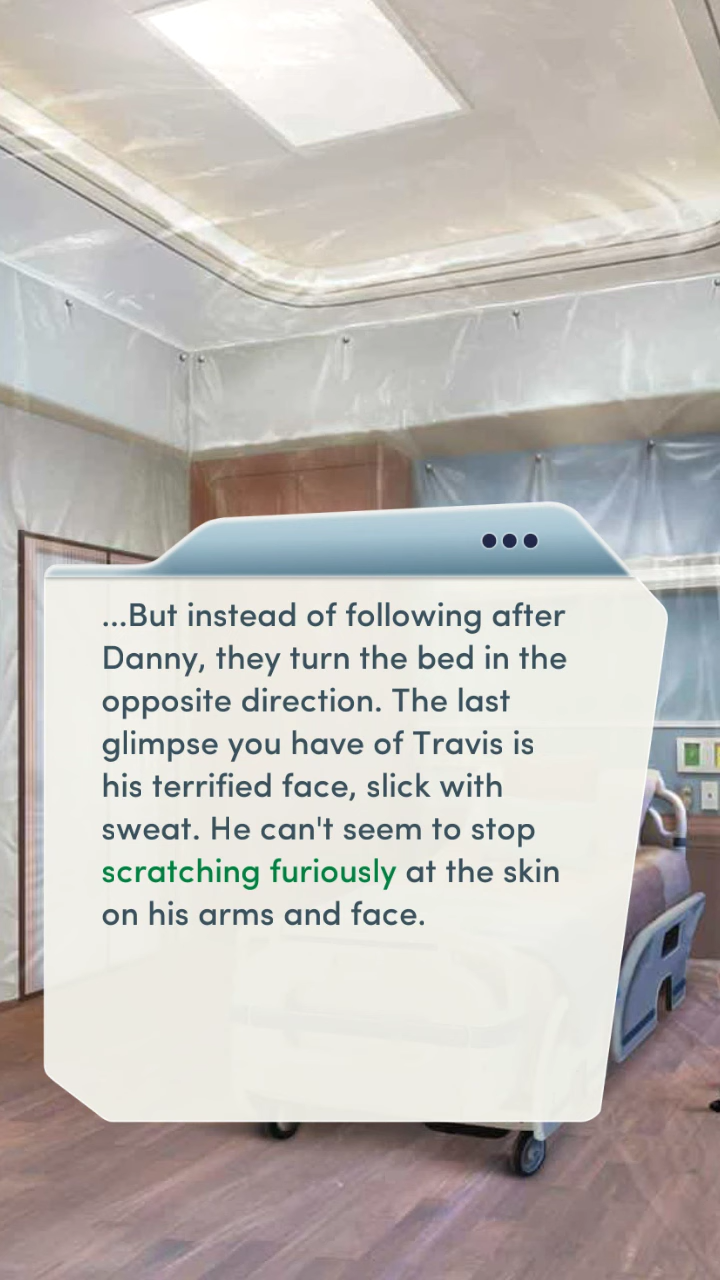 ...But instead of following after
Danny, they turn the bed in the
opposite direction. The last
glimpse you have of Travis is
his terrified face, slick with
sweat. He can't seem to stop
scratching furiously at the skin
on his arms and face.